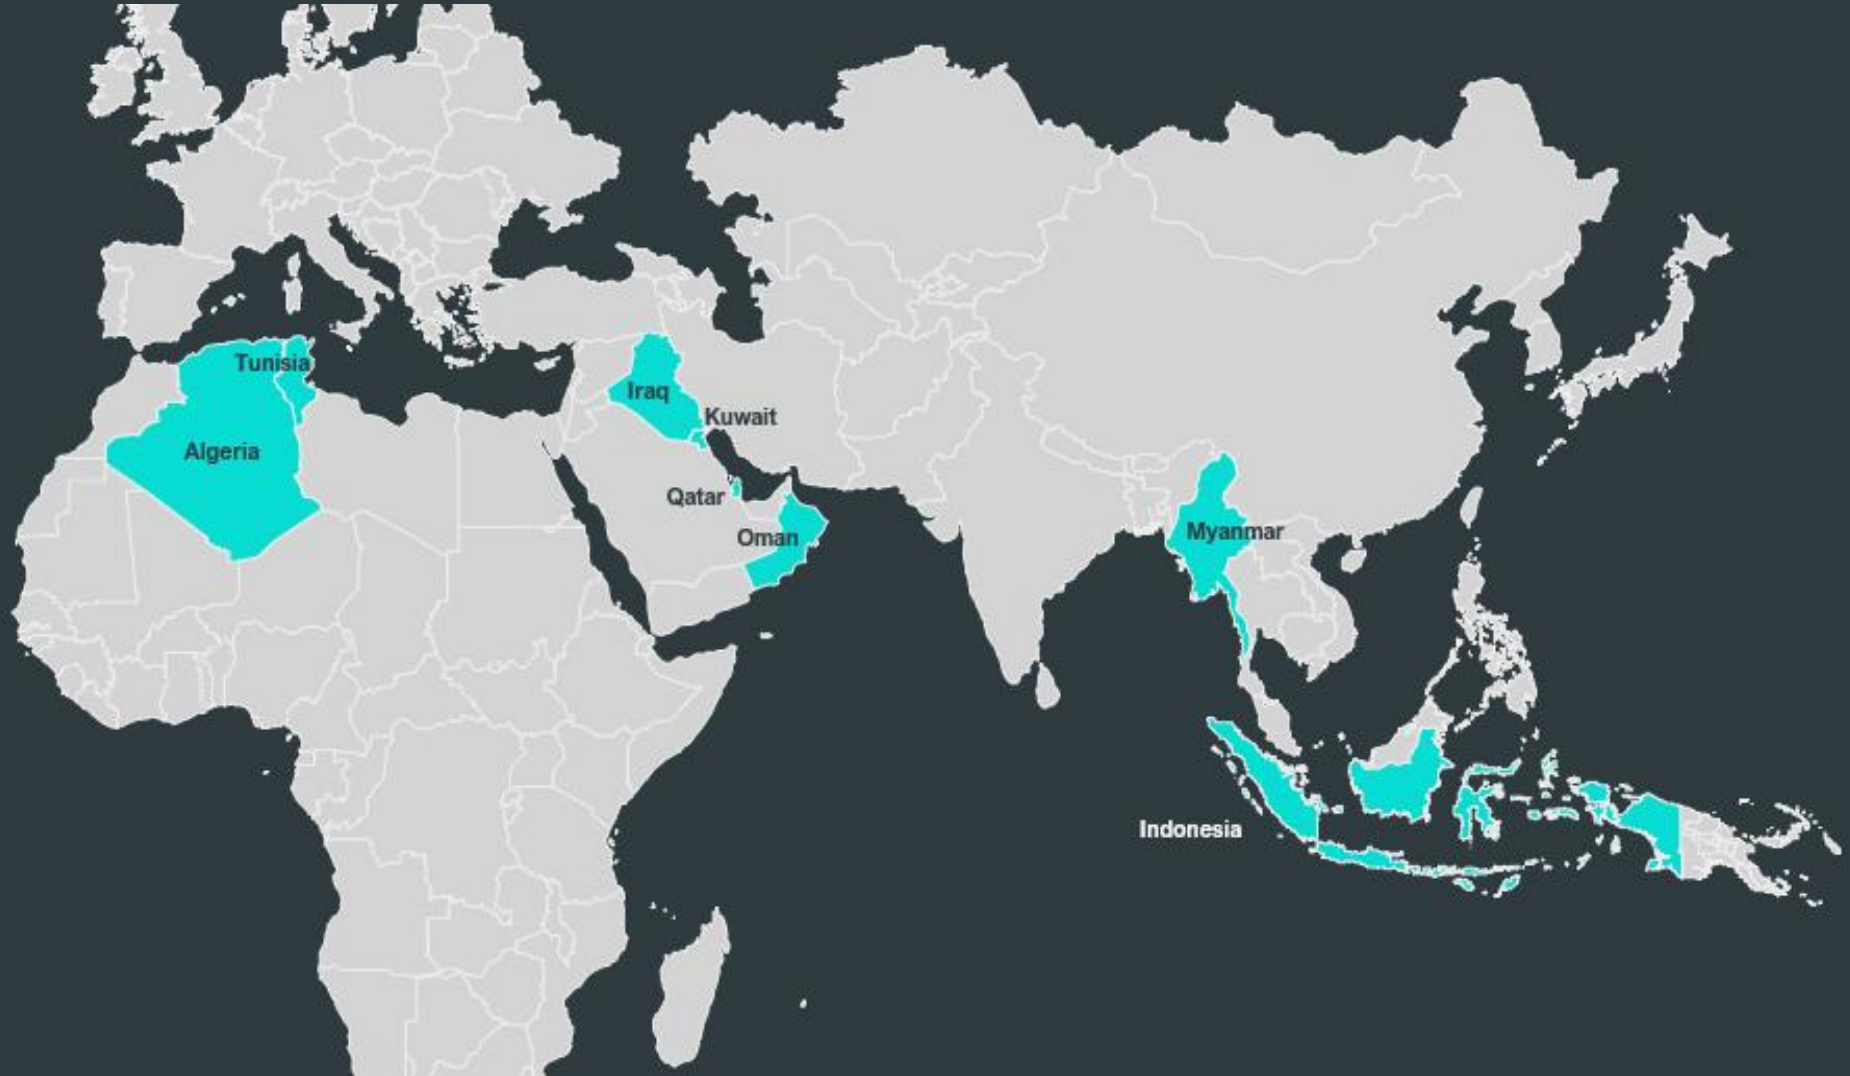 Tunisia
Iraq
Kuwait
Algeria
Qatar
Oman
Myanmar
Indonesia